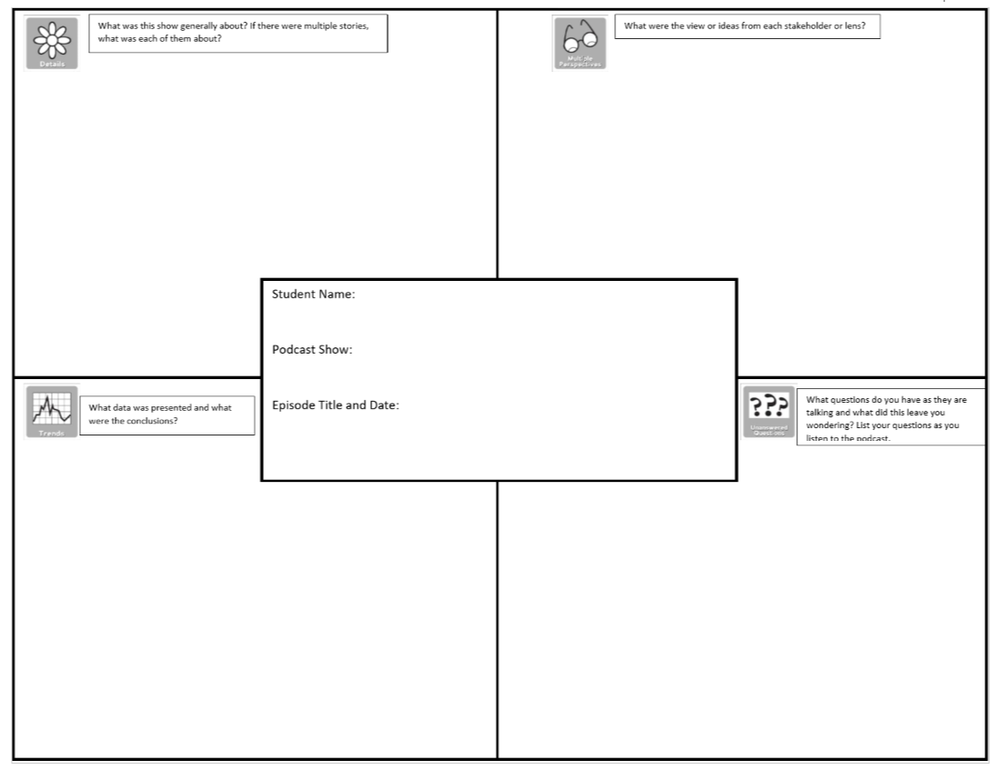 What was this show generally about? If there were multiple stories,
what was each of them about?
Details
What were the view or ideas from each stakeholder or lens?
Multiple
Perspectives
Student Name:
Podcast Show:
Episode Title and Date:
What data was presented and what
were the conclusions?
Trends
???
What questions do you have as they are
talking and what did this leave you
wondering? List your questions as you
listen to the podcast.
Unanswered
Questions